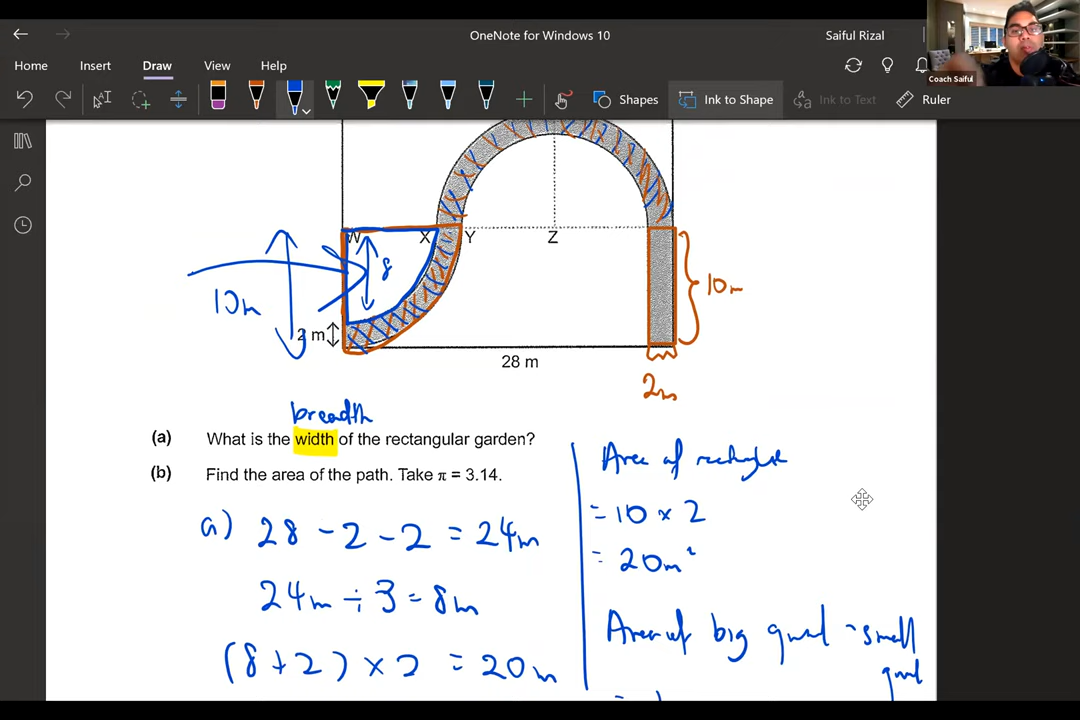 OneNote for Windows 10
Saiful Rizal
Coach Saiful
Home Insert Draw View Help
Shapes Ink to Shape Ink to Text Ruler
W X Y Z
8
10m
10m
2 m
28 m
2m
breadth
(a) What is the width of the rectangular garden?
(b) Find the area of the path. Take π = 3.14.
a) 28 - 2 - 2 = 24m
24m ÷ 3 = 8m
(8 + 2) × 2 = 20m
Area of rectangle
= 10 × 2
= 20m²
Area of big quad - small
quad
=